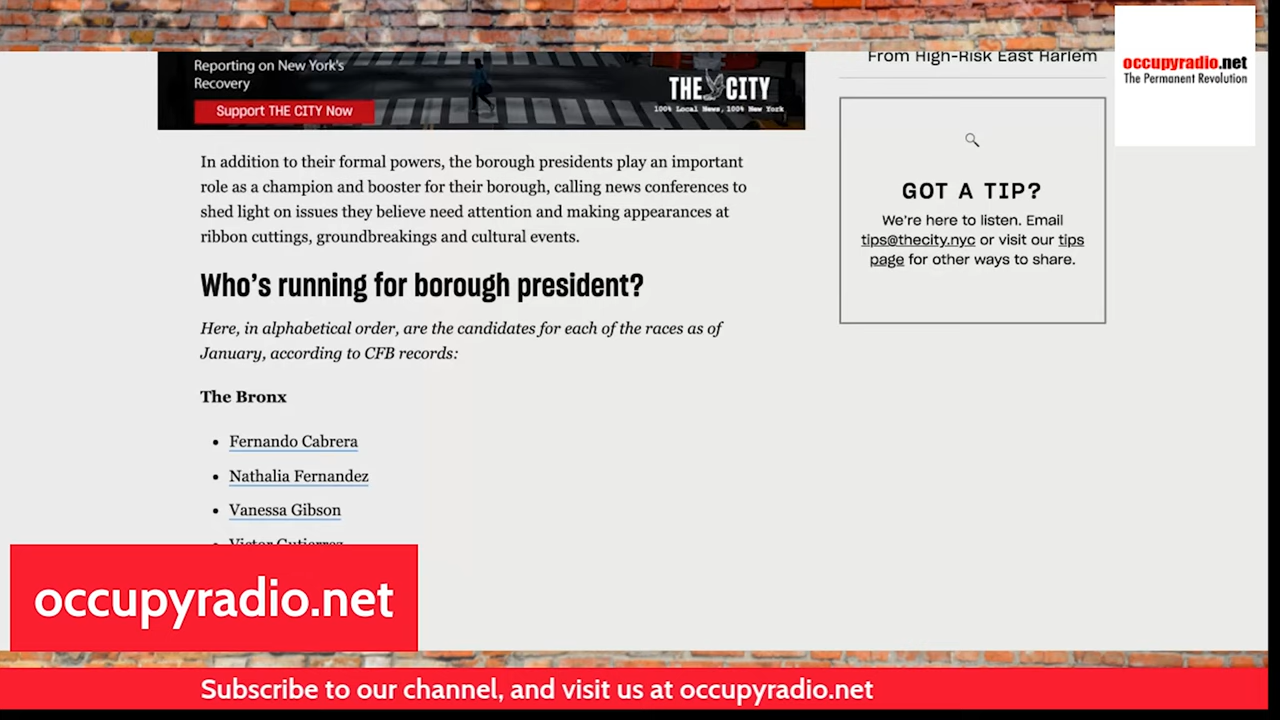 Reporting on New York's
Recovery
Support THE CITY Now
THE CITY
100% Local News, 100% New York
From High-Risk East Harlem
occupyradio.net
The Permanent Revolution
In addition to their formal powers, the borough presidents play an important
role as a champion and booster for their borough, calling news conferences to
shed light on issues they believe need attention and making appearances at
ribbon cuttings, groundbreakings and cultural events.
GOT A TIP?
We're here to listen. Email
tips@thecity.nyc or visit our tips
page for other ways to share.
Who's running for borough president?
Here, in alphabetical order, are the candidates for each of the races as of
January, according to CFB records:
The Bronx
• Fernando Cabrera
• Nathalia Fernandez
• Vanessa Gibson
• Victor Gutierrez
occupyradio.net
Subscribe to our channel, and visit us at occupyradio.net